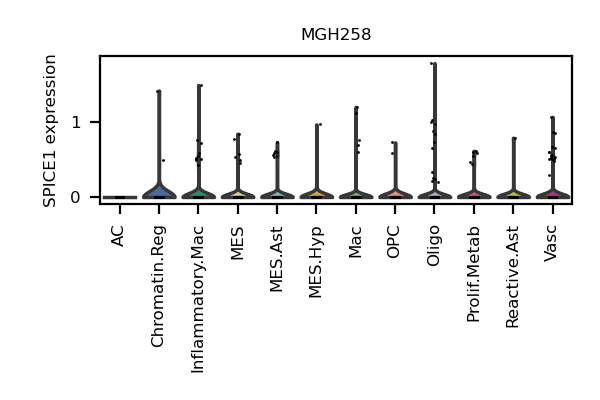 MGH258
SPICE1 expression
1
0
AC
Chromatin.Reg
Inflammatory.Mac
MES
MES.Ast
MES.Hyp
Mac
OPC
Oligo
Prolif.Metab
Reactive.Ast
Vasc